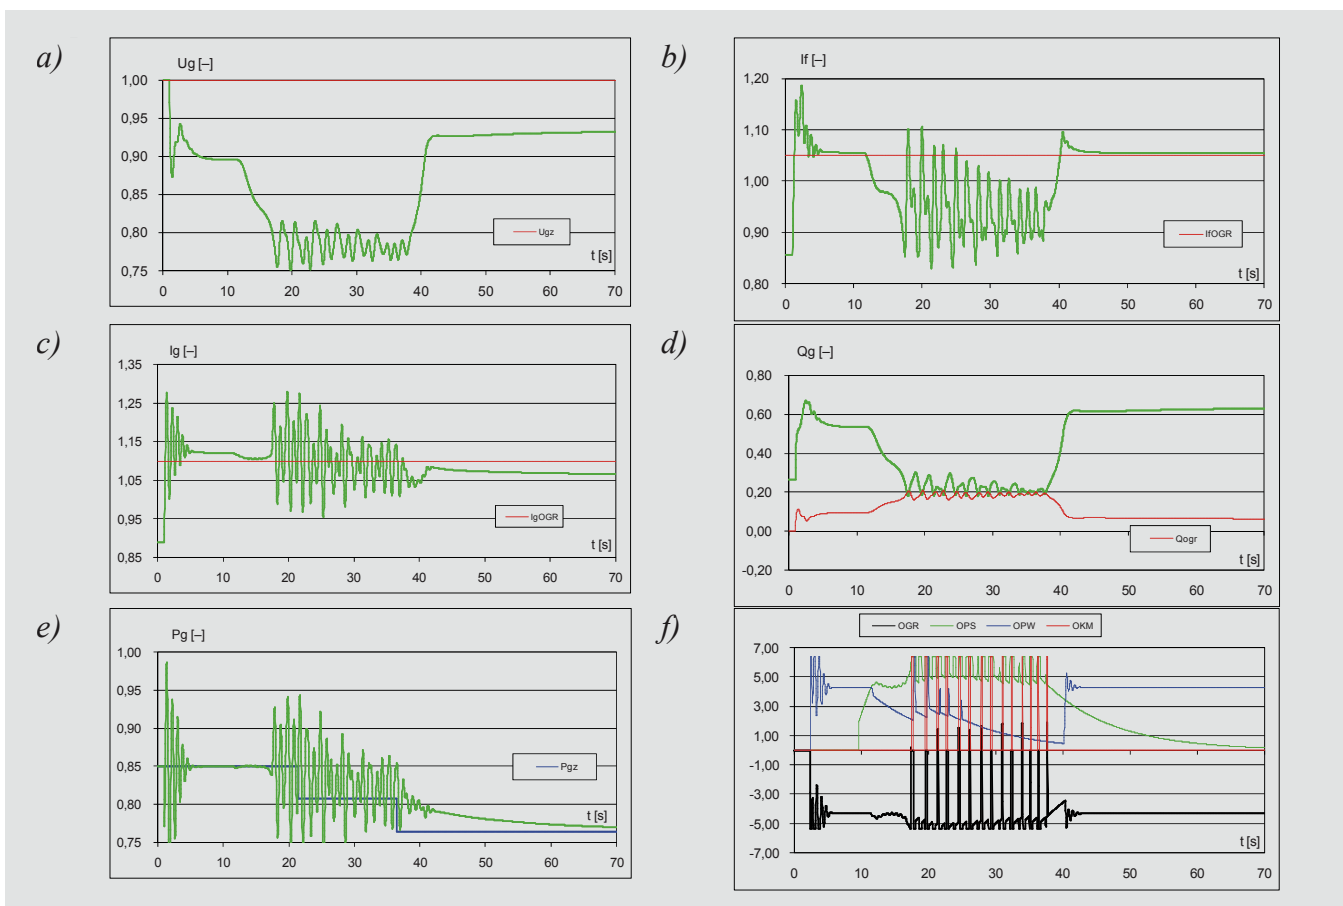 a)
Ug [–]
1,00
0,95
0,90
0,85
0,80
0,75
Ugz
t [s]
0 10 20 30 40 50 60 70
b)
If [–]
1,20
1,10
1,00
0,90
0,80
IfOGR
t [s]
0 10 20 30 40 50 60 70
c)
Ig [–]
1,35
1,25
1,15
1,05
0,95
0,85
IgOGR
t [s]
0 10 20 30 40 50 60 70
d)
Qg [–]
0,80
0,60
0,40
0,20
0,00
-0,20
Qogr
t [s]
0 10 20 30 40 50 60 70
e)
Pg [–]
1,00
0,95
0,90
0,85
0,80
0,75
Pgz
t [s]
0 10 20 30 40 50 60 70
f)
OGR OPS OPW OKM
7,00
5,00
3,00
1,00
-1,00
-3,00
-5,00
-7,00
t [s]
0 10 20 30 40 50 60 70